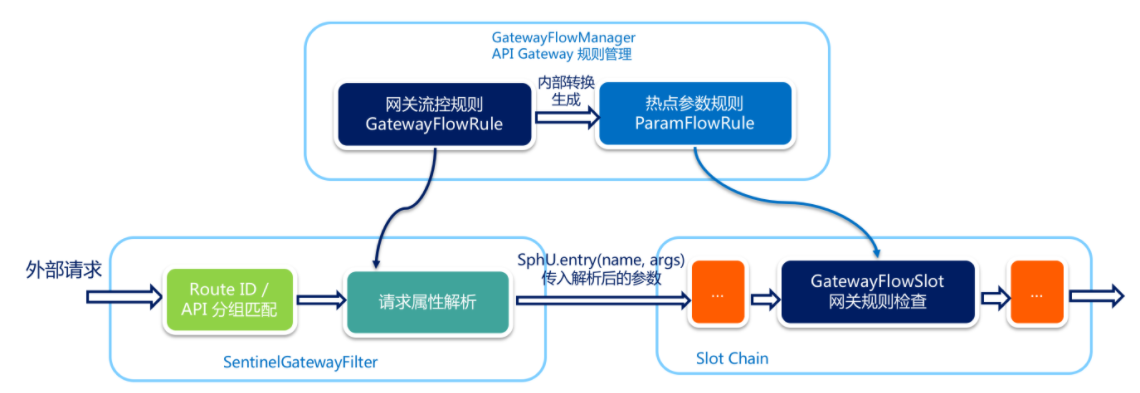 GatewayFlowManager
API Gateway 规则管理
网关流控规则
GatewayFlowRule
内部转换
生成
热点参数规则
ParamFlowRule
外部请求
Route ID /
API 分组匹配
请求属性解析
SentinelGatewayFilter
SphU.entry(name, args)
传入解析后的参数
...
GatewayFlowSlot
网关规则检查
...
Slot Chain